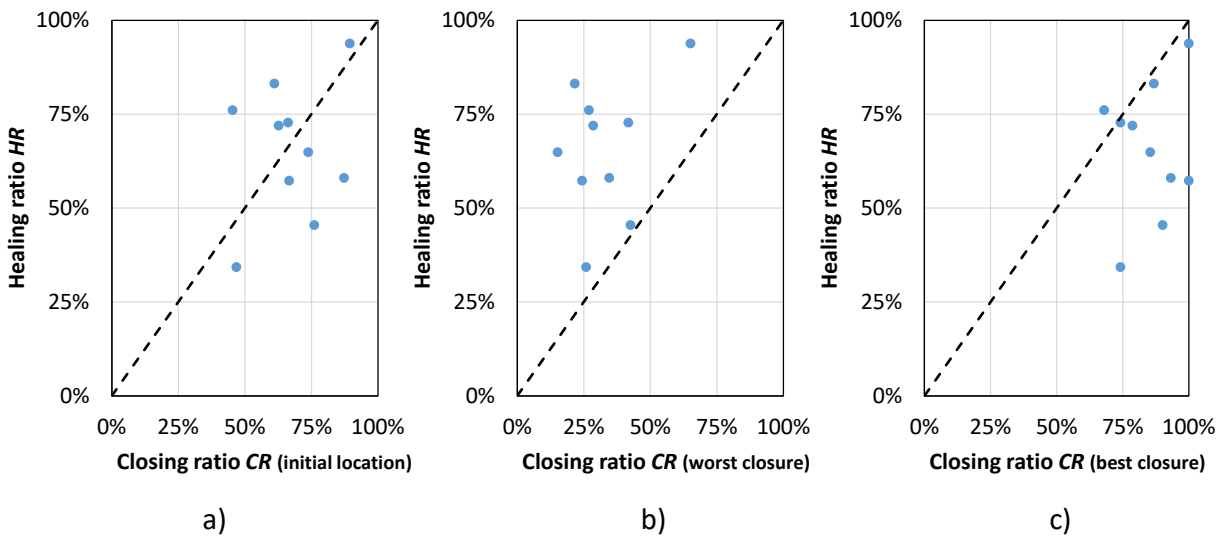 100%
75%
50%
25%
0%
Healing ratio HR
0% 25% 50% 75% 100%
Closing ratio CR (initial location)
a)
100%
75%
50%
25%
0%
Healing ratio HR
0% 25% 50% 75% 100%
Closing ratio CR (worst closure)
b)
100%
75%
50%
25%
0%
Healing ratio HR
0% 25% 50% 75% 100%
Closing ratio CR (best closure)
c)